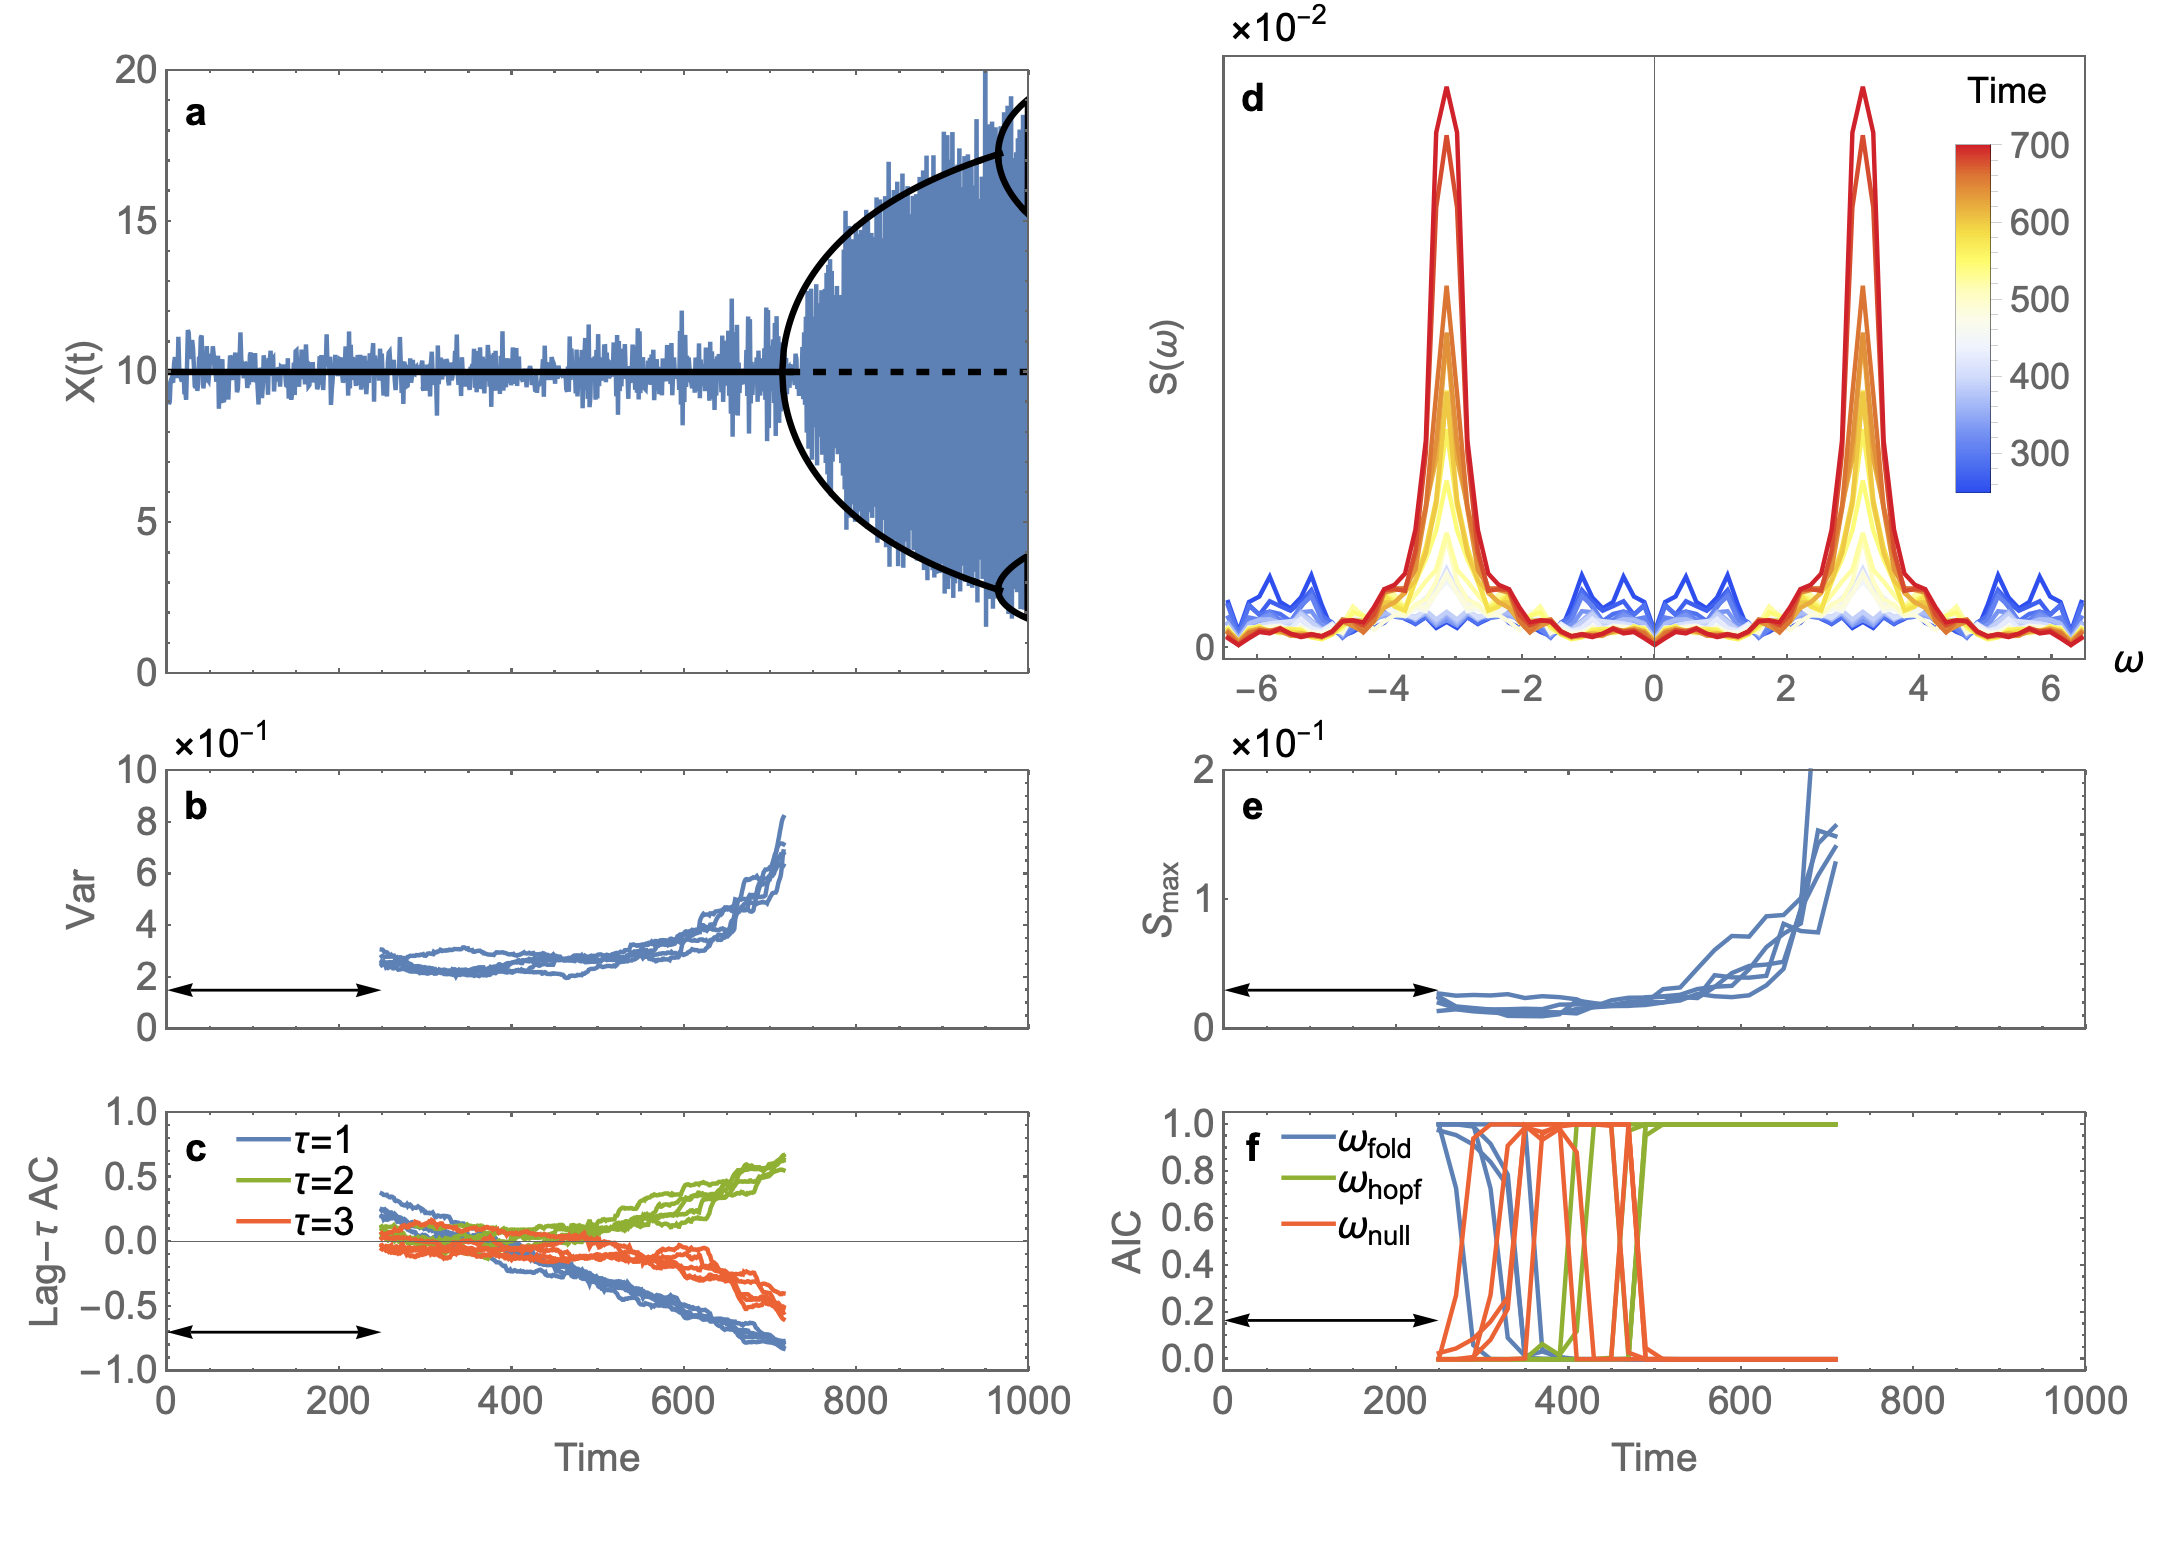 a
20
15
10
5
0
X(t)
×10⁻²
d
Time
700
600
500
400
300
S(ω)
0
−6 −4 −2 0 2 4 6
ω
×10⁻¹
b
10
8
6
4
2
0
Var
×10⁻¹
e
2
1
0
Smax
c
τ=1
τ=2
τ=3
1.0
0.5
0.0
−0.5
−1.0
Lag−τ AC
0 200 400 600 800 1000
Time
f
ωfold
ωhopf
ωnull
1.0
0.8
0.6
0.4
0.2
0.0
AIC
0 200 400 600 800 1000
Time